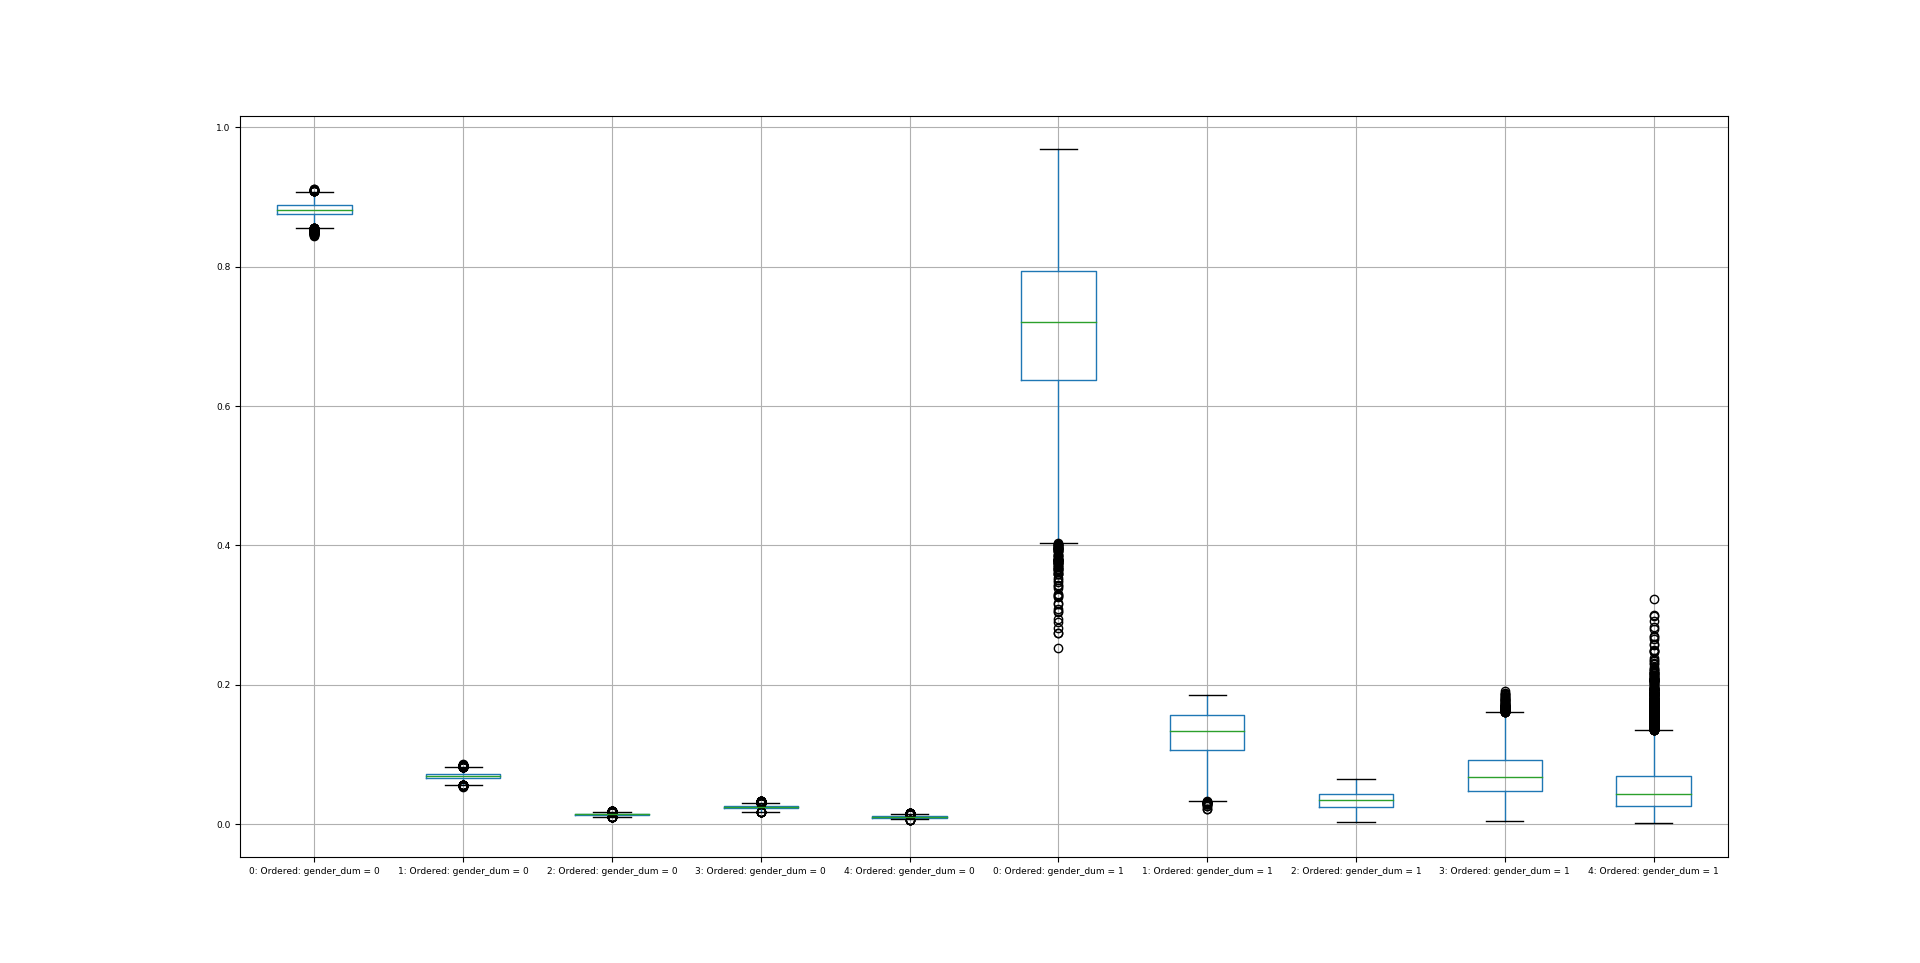 1.0
0.8
0.6
0.4
0.2
0.0
0: Ordered: gender_dum = 0
1: Ordered: gender_dum = 0
2: Ordered: gender_dum = 0
3: Ordered: gender_dum = 0
4: Ordered: gender_dum = 0
0: Ordered: gender_dum = 1
1: Ordered: gender_dum = 1
2: Ordered: gender_dum = 1
3: Ordered: gender_dum = 1
4: Ordered: gender_dum = 1